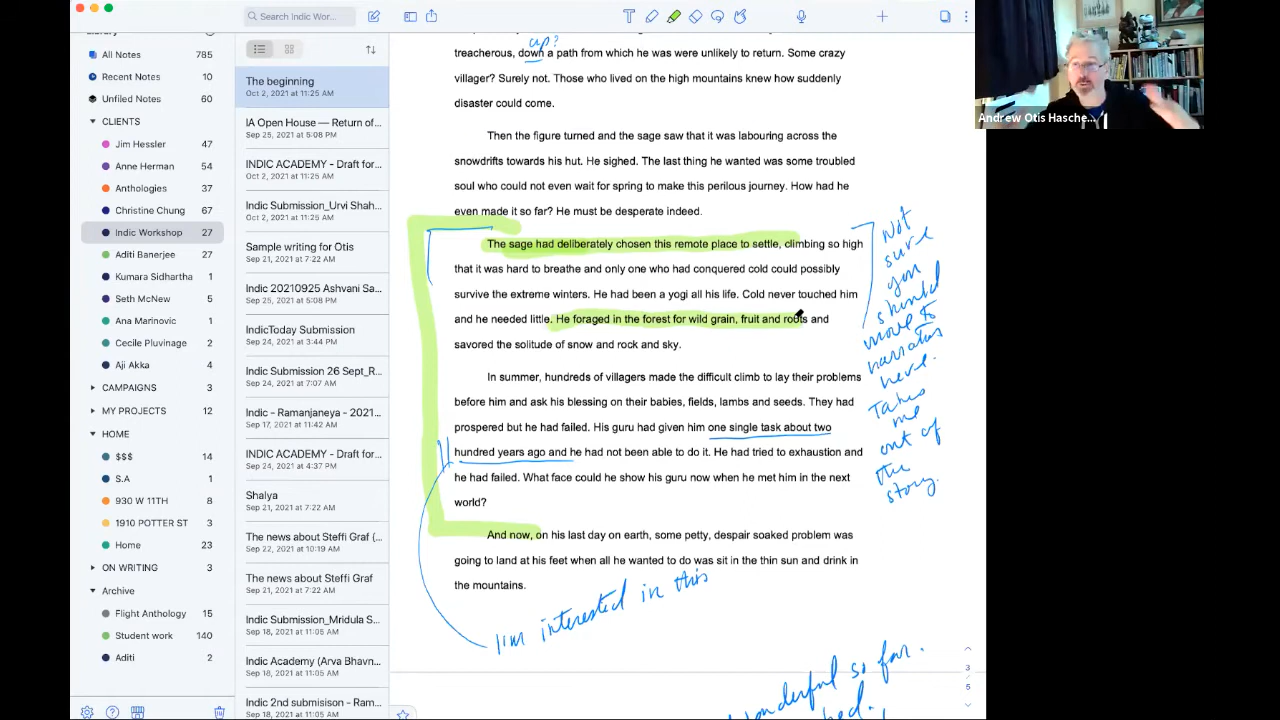 Search Indic Wor...
Library
All Notes 785
Recent Notes 10
Unfiled Notes 60
CLIENTS
Jim Hessler 47
Anne Herman 54
Anthologies 37
Christine Chung 67
Indic Workshop 27
Aditi Banerjee 27
Kumara Sidhartha 1
Seth McNew 5
Ana Marinovic 1
Cecile Pluvinage 2
Aji Akka 4
CAMPAIGNS 3
MY PROJECTS 12
HOME
$$$ 14
S.A 1
930 W 11TH 8
1910 POTTER ST 3
Home 23
ON WRITING 3
Archive
Flight Anthology 15
Student work 140
Aditi 2
The beginning
Oct 2, 2021 at 11:25 AM
IA Open House — Return of...
Sep 25, 2021 at 5:08 PM
INDIC ACADEMY - Draft for...
Oct 2, 2021 at 11:25 AM
Indic Submission_Urvi Shah...
Oct 2, 2021 at 11:25 AM
Sample writing for Otis
Sep 21, 2021 at 7:22 AM
Indic 20210925 Ashvani Sa...
Sep 25, 2021 at 5:08 PM
IndicToday Submission
Sep 24, 2021 at 3:44 PM
Indic Submission 26 Sept_R...
Sep 24, 2021 at 7:07 AM
Indic - Ramanjaneya - 2021...
Sep 17, 2021 at 11:42 AM
INDIC ACADEMY - Draft for...
Sep 24, 2021 at 4:37 PM
Shalya
Sep 21, 2021 at 7:22 AM
The news about Steffi Graf (...
Sep 22, 2021 at 10:19 AM
The news about Steffi Graf
Sep 21, 2021 at 7:22 AM
Indic Submission_Mridula S...
Sep 18, 2021 at 11:05 AM
Indic Academy (Arva Bhavn...
Sep 18, 2021 at 11:05 AM
Indic 2nd submisison - Ram...
Sep 18, 2021 at 11:05 AM
up?
treacherous, down a path from which he was were unlikely to return. Some crazy
villager? Surely not. Those who lived on the high mountains knew how suddenly
disaster could come.
Then the figure turned and the sage saw that it was labouring across the
snowdrifts towards his hut. He sighed. The last thing he wanted was some troubled
soul who could not even wait for spring to make this perilous journey. How had he
even made it so far? He must be desperate indeed.
The sage had deliberately chosen this remote place to settle, climbing so high
that it was hard to breathe and only one who had conquered cold could possibly
survive the extreme winters. He had been a yogi all his life. Cold never touched him
and he needed little. He foraged in the forest for wild grain, fruit and roots and
savored the solitude of snow and rock and sky.
In summer, hundreds of villagers made the difficult climb to lay their problems
before him and ask his blessing on their babies, fields, lambs and seeds. They had
prospered but he had failed. His guru had given him one single task about two
hundred years ago and he had not been able to do it. He had tried to exhaustion and
he had failed. What face could he show his guru now when he met him in the next
world?
And now, on his last day on earth, some petty, despair soaked problem was
going to land at his feet when all he wanted to do was sit in the thin sun and drink in
the mountains.
I'm interested in this
Not
sure
you
should
move to
narration
here.
Takes
me
out of
the
story.
wonderful so far.
3
5
Andrew Otis Hasche...